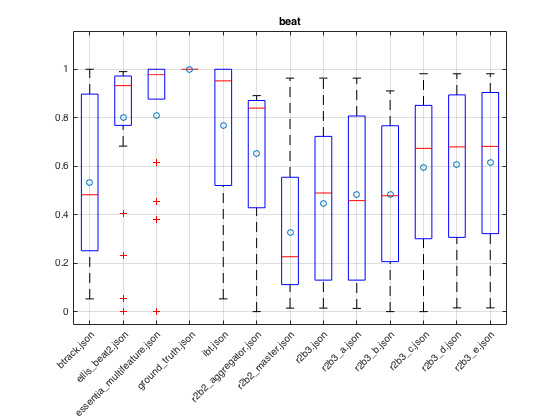 beat
1
0.8
0.6
0.4
0.2
0
btrack.json
ellis_beat2.json
essentia_multifeature.json
ground_truth.json
ibt.json
r2b2_aggregator.json
r2b2_master.json
r2b3.json
r2b3_a.json
r2b3_b.json
r2b3_c.json
r2b3_d.json
r2b3_e.json